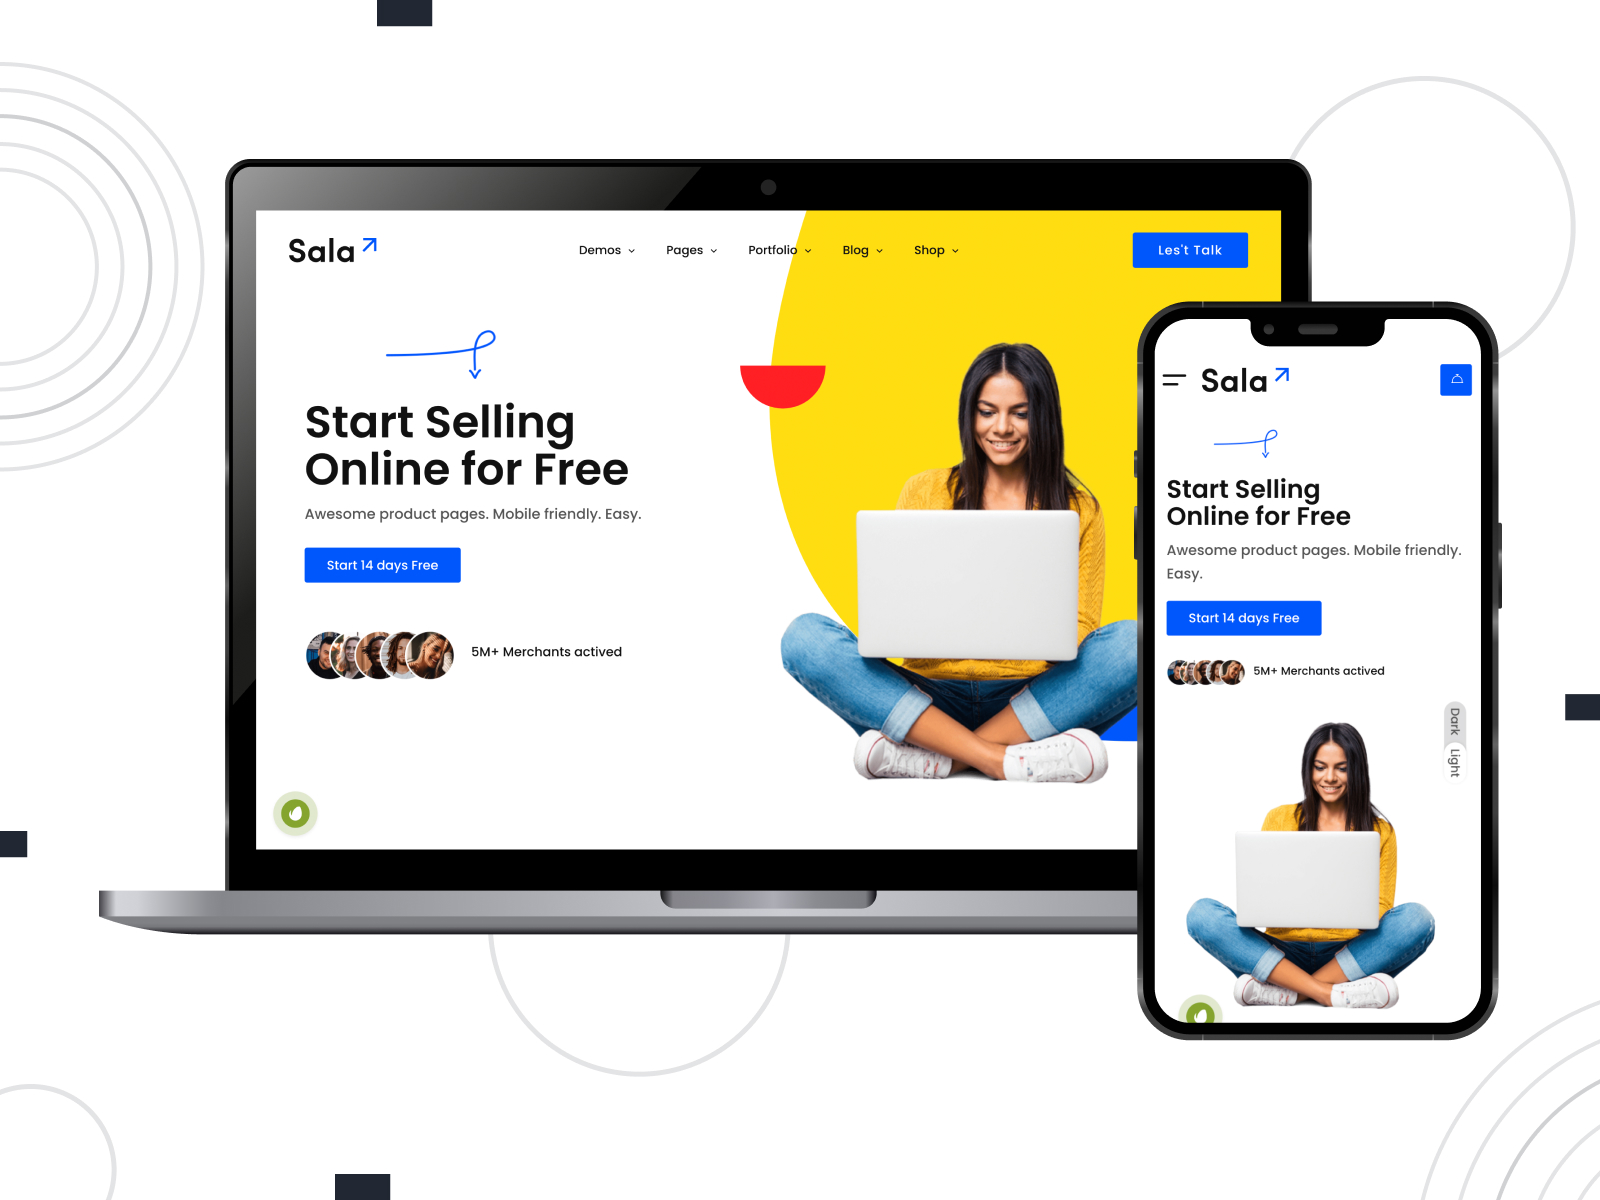 Sala
Demos Pages Portfolio Blog Shop
Les't Talk
Start Selling
Online for Free
Awesome product pages. Mobile friendly. Easy.
Start 14 days Free
5M+ Merchants actived
Sala
Start Selling
Online for Free
Awesome product pages. Mobile friendly.
Easy.
Start 14 days Free
5M+ Merchants actived
Dark Light